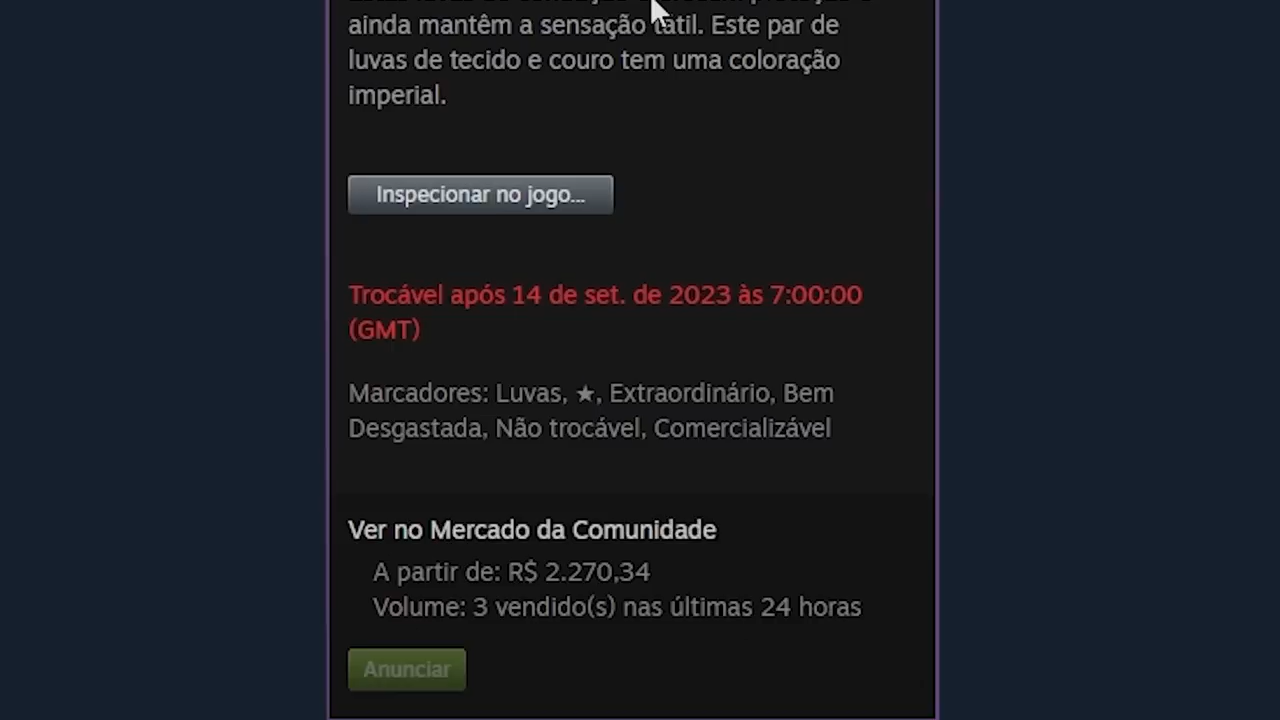 ainda mantêm a sensação tátil. Este par de
luvas de tecido e couro tem uma coloração
imperial.
Inspecionar no jogo...
Trocável após 14 de set. de 2023 às 7:00:00
(GMT)
Marcadores: Luvas, ★, Extraordinário, Bem
Desgastada, Não trocável, Comercializável
Ver no Mercado da Comunidade
A partir de: R$ 2.270,34
Volume: 3 vendido(s) nas últimas 24 horas
Anunciar